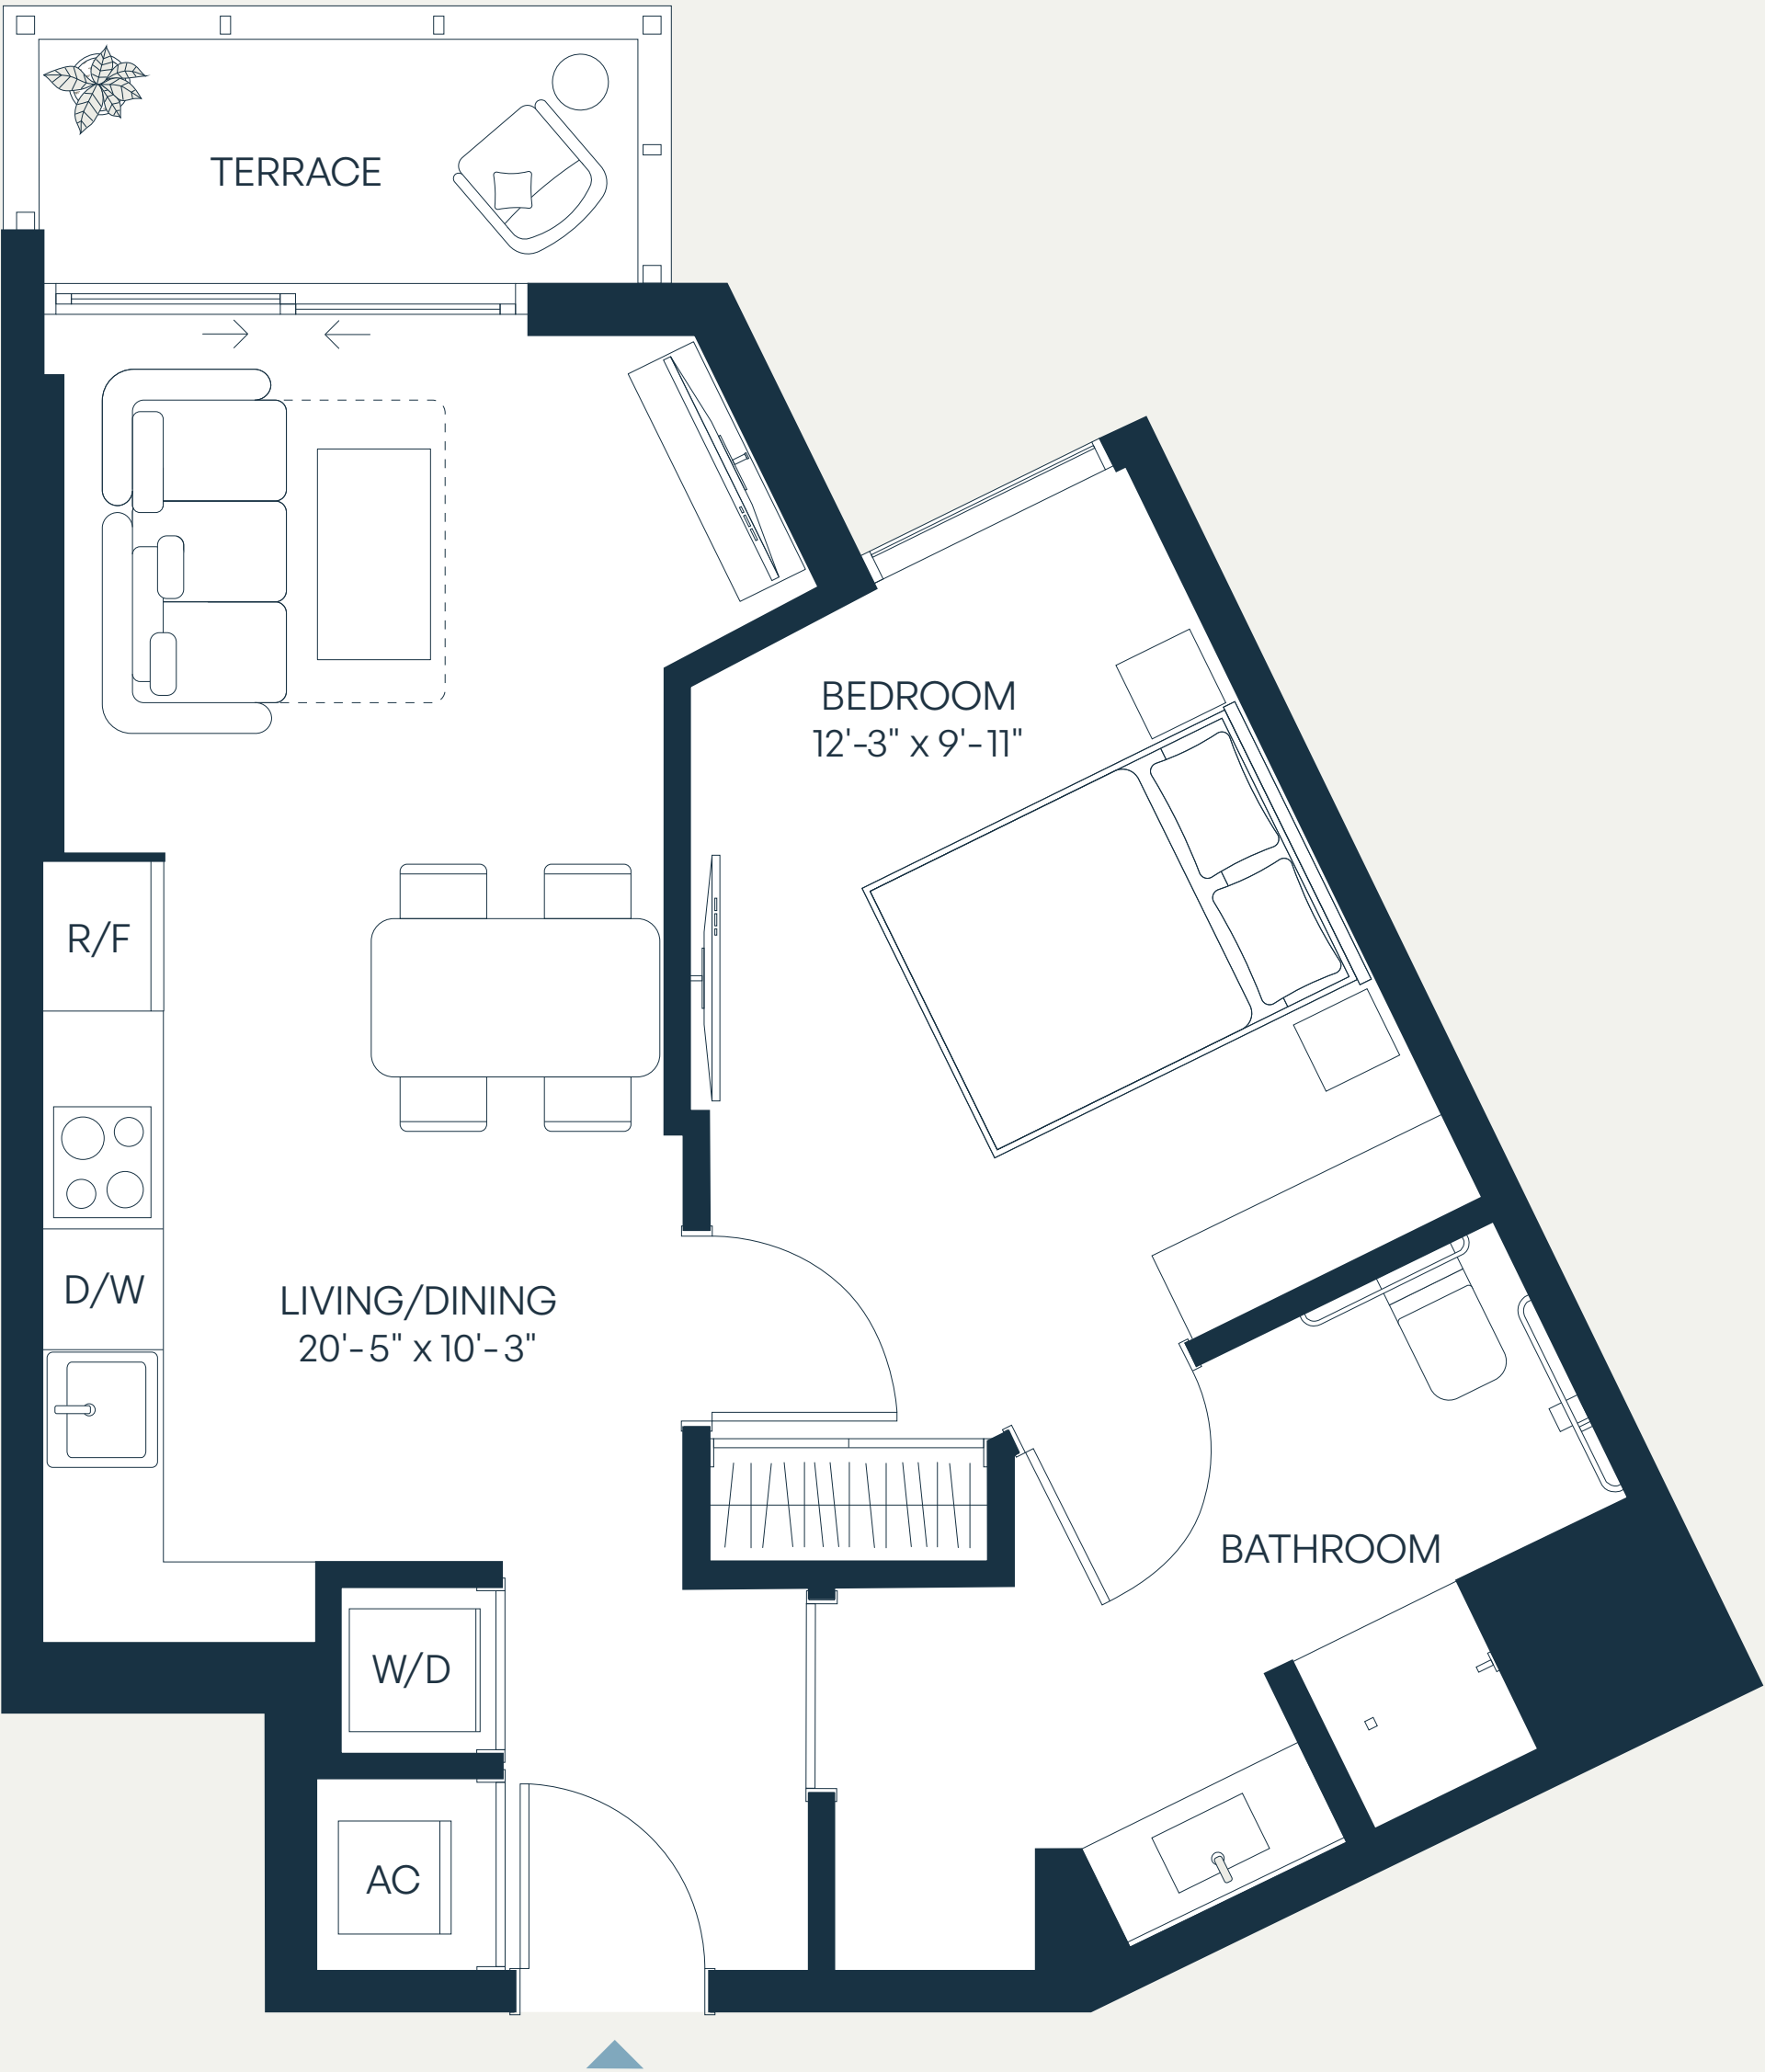 TERRACE
BEDROOM
12'-3" x 9'-11"
R/F
D/W
LIVING/DINING
20'-5" x 10'-3"
BATHROOM
W/D
AC